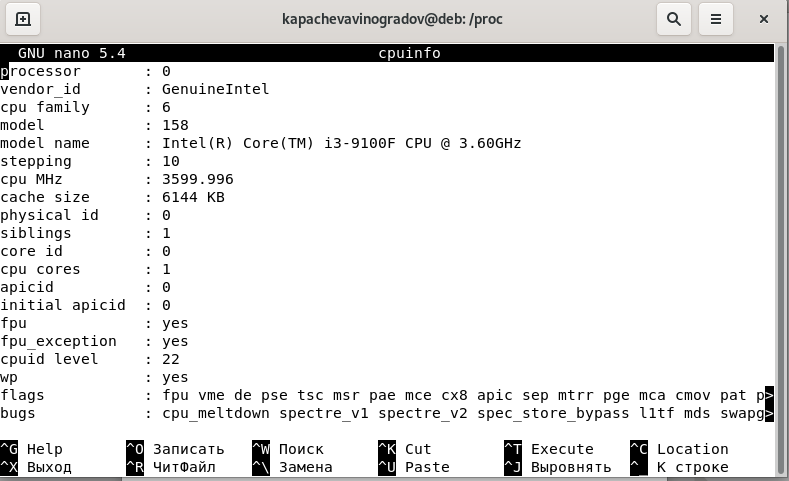 kapachevavinogradov@deb: /proc
GNU nano 5.4 cpuinfo
processor : 0
vendor_id : GenuineIntel
cpu family : 6
model : 158
model name : Intel(R) Core(TM) i3-9100F CPU @ 3.60GHz
stepping : 10
cpu MHz : 3599.996
cache size : 6144 KB
physical id : 0
siblings : 1
core id : 0
cpu cores : 1
apicid : 0
initial apicid : 0
fpu : yes
fpu_exception : yes
cpuid level : 22
wp : yes
flags : fpu vme de pse tsc msr pae mce cx8 apic sep mtrr pge mca cmov pat p>
bugs : cpu_meltdown spectre_v1 spectre_v2 spec_store_bypass l1tf mds swapg>
^G Help ^O Записать ^W Поиск ^K Cut ^T Execute ^C Location
^X Выход ^R ЧитФайл ^\ Замена ^U Paste ^J Выровнять ^_ К строке